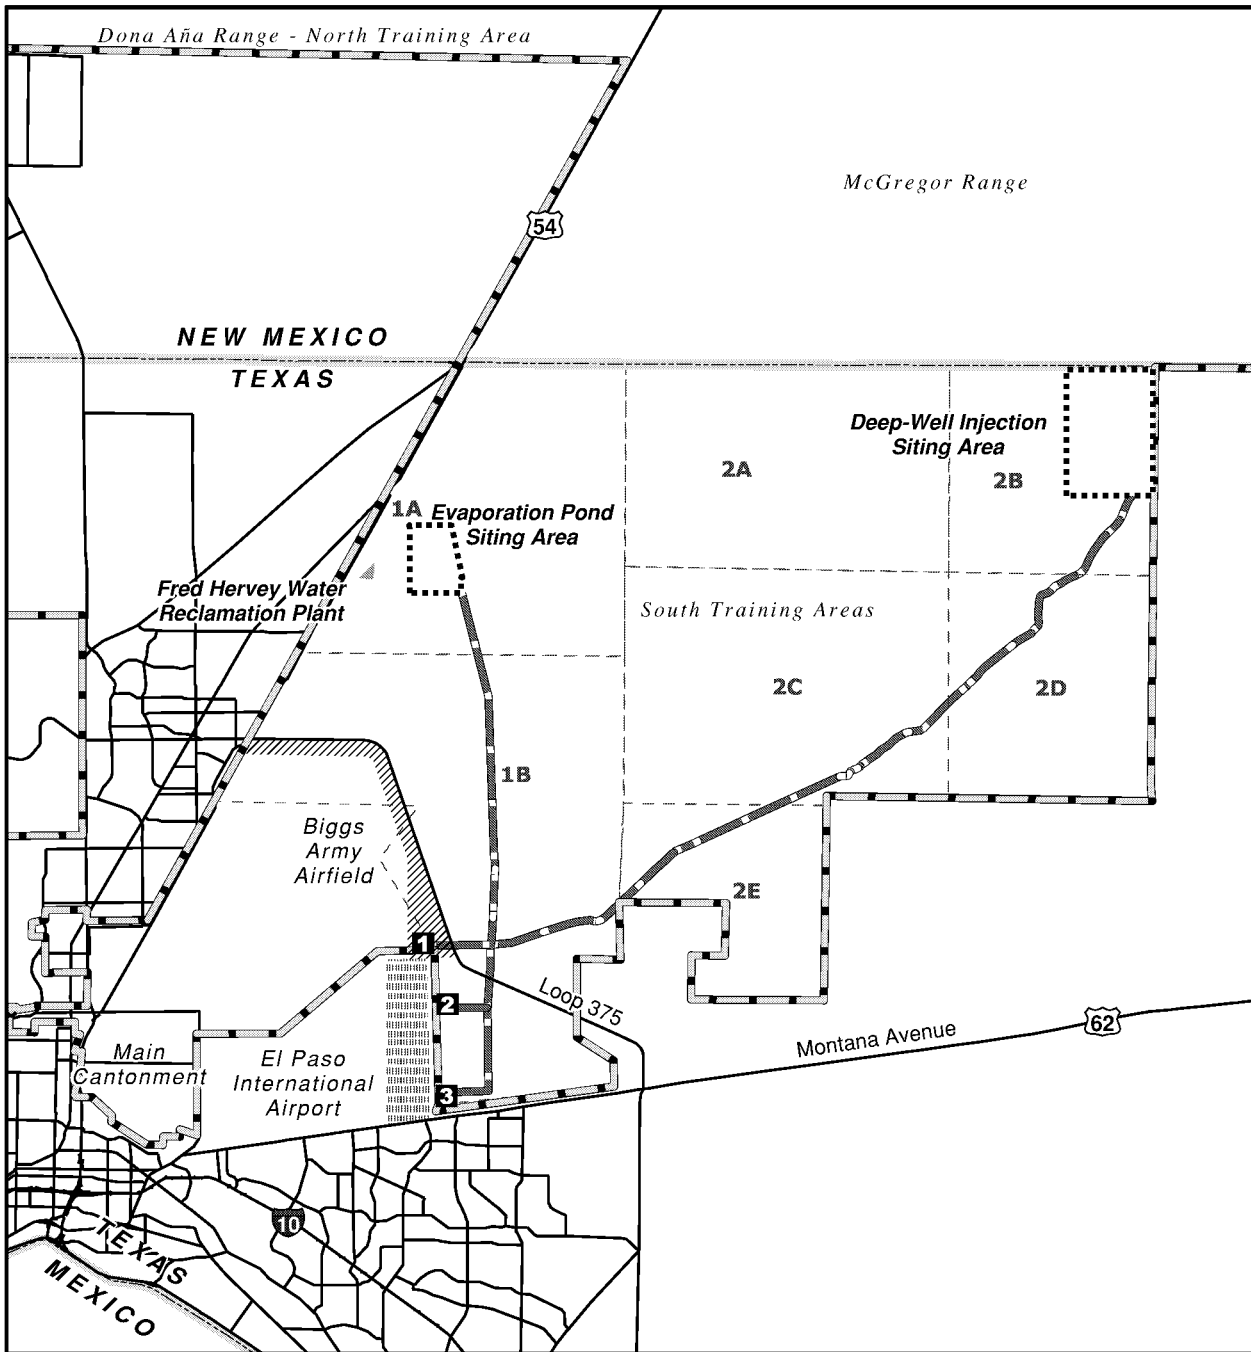 Dona Aña Range - North Training Area
McGregor Range
54
NEW MEXICO
TEXAS
Deep-Well Injection
Siting Area
2A
2B
1A
Evaporation Pond
Siting Area
Fred Hervey Water
Reclamation Plant
South Training Areas
2C
2D
1B
Biggs
Army
Airfield
2E
1
2
Loop 375
62
Montana Avenue
Main
Cantonment
El Paso
International
Airport
3
10
TEXAS
MEXICO